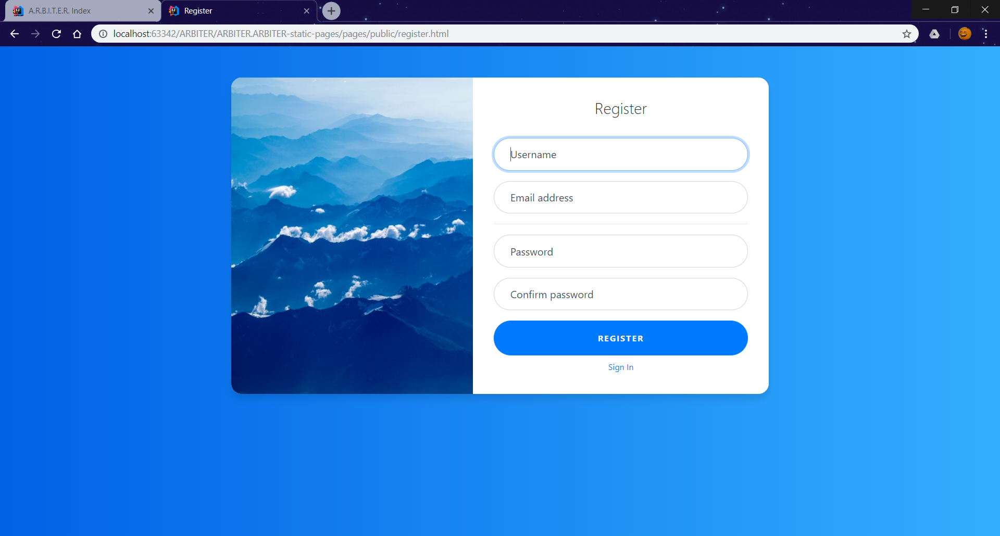 A.R.B.I.T.E.R. Index
Register
localhost:63342/ARBITER/ARBITER.ARBITER-static-pages/pages/public/register.html
Register
Username
Email address
Password
Confirm password
REGISTER
Sign In